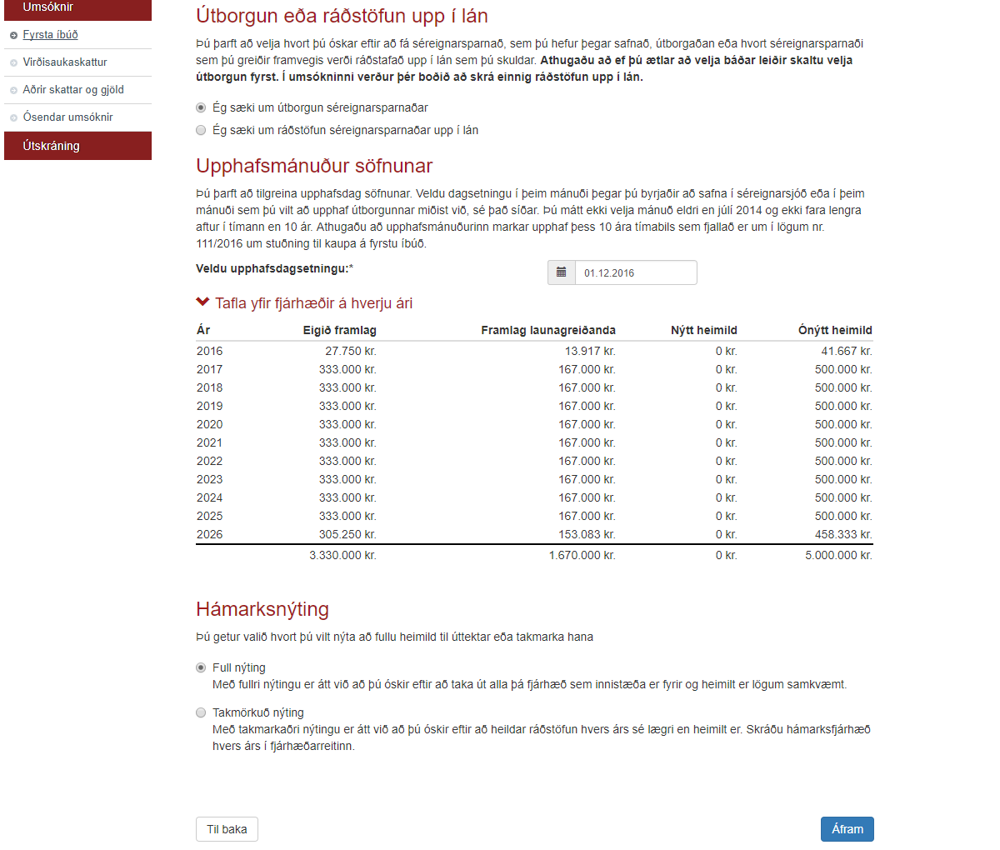 Umsóknir
Fyrsta íbúð
Virðisaukaskattur
Aðrir skattar og gjöld
Ósendar umsóknir
Útskráning
Útborgun eða ráðstöfun upp í lán
Þú þarft að velja hvort þú óskar eftir að fá séreignarsparnað, sem þú hefur þegar safnað, útborgaðan eða hvort séreignarsparnaði
sem þú greiðir framvegis verði ráðstafað upp í lán sem þú skuldar. Athugaðu að ef þú ætlar að velja báðar leiðir skaltu velja
útborgun fyrst. Í umsókninni verður þér boðið að skrá einnig ráðstöfun upp í lán.
Ég sæki um útborgun séreignarsparnaðar
Ég sæki um ráðstöfun séreignarsparnaðar upp í lán
Upphafsmánuður söfnunar
Þú þarft að tilgreina upphafsdag söfnunar. Veldu dagsetningu í þeim mánuði þegar þú byrjaðir að safna í séreignarsjóð eða í þeim
mánuði sem þú vilt að upphaf útborgunnar miðist við, sé það síðar. Þú mátt ekki velja mánuð eldri en júlí 2014 og ekki fara lengra
aftur í tímann en 10 ár. Athugaðu að upphafsmánuðurinn markar upphaf þess 10 ára tímabils sem fjallað er um í lögum nr.
111/2016 um stuðning til kaupa á fyrstu íbúð.
Veldu upphafsdagsetningu:* 01.12.2016
Tafla yfir fjárhæðir á hverju ári
Ár Eigið framlag Framlag launagreiðanda Nýtt heimild Ónýtt heimild
2016 27.750 kr. 13.917 kr. 0 kr. 41.667 kr.
2017 333.000 kr. 167.000 kr. 0 kr. 500.000 kr.
2018 333.000 kr. 167.000 kr. 0 kr. 500.000 kr.
2019 333.000 kr. 167.000 kr. 0 kr. 500.000 kr.
2020 333.000 kr. 167.000 kr. 0 kr. 500.000 kr.
2021 333.000 kr. 167.000 kr. 0 kr. 500.000 kr.
2022 333.000 kr. 167.000 kr. 0 kr. 500.000 kr.
2023 333.000 kr. 167.000 kr. 0 kr. 500.000 kr.
2024 333.000 kr. 167.000 kr. 0 kr. 500.000 kr.
2025 333.000 kr. 167.000 kr. 0 kr. 500.000 kr.
2026 305.250 kr. 153.083 kr. 0 kr. 458.333 kr.
3.330.000 kr. 1.670.000 kr. 0 kr. 5.000.000 kr.
Hámarksnýting
Þú getur valið hvort þú vilt nýta að fullu heimild til úttektar eða takmarka hana
Full nýting
Með fullri nýtingu er átt við að þú óskir eftir að taka út alla þá fjárhæð sem innistæða er fyrir og heimilt er lögum samkvæmt.
Takmörkuð nýting
Með takmarkaðri nýtingu er átt við að þú óskir eftir að heildar ráðstöfun hvers árs sé lægri en heimilt er. Skráðu hámarksfjárhæð
hvers árs í fjárhæðarreitinn.
Til baka
Áfram